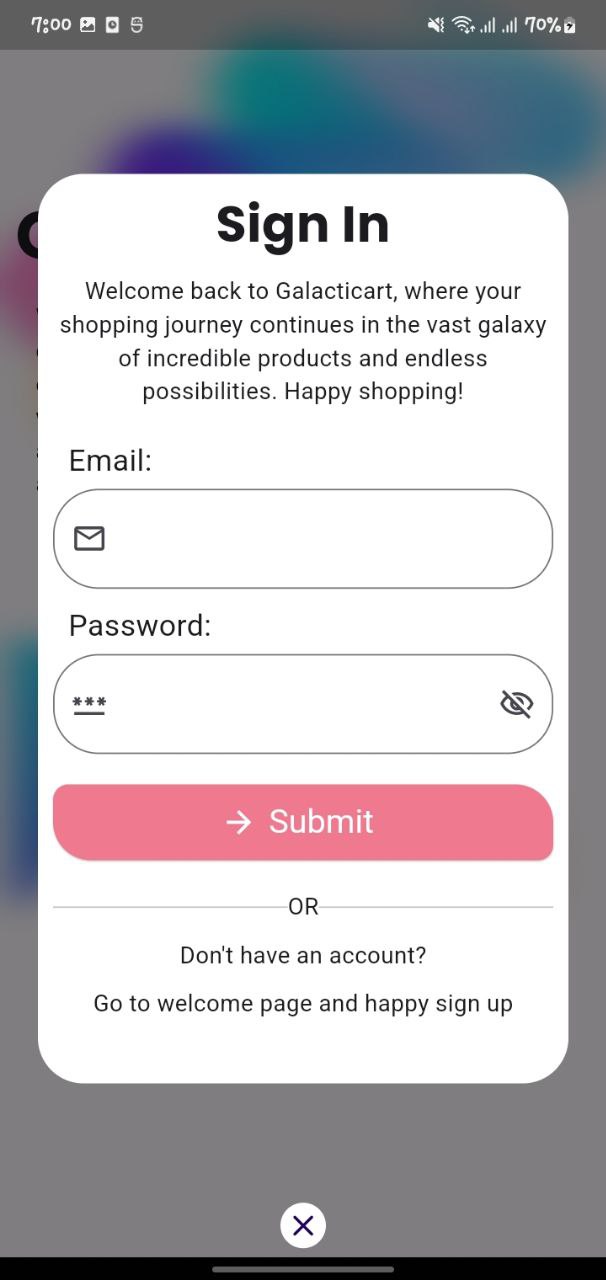 7:00
70%
Sign In
Welcome back to Galacticart, where your
shopping journey continues in the vast galaxy
of incredible products and endless
possibilities. Happy shopping!
Email:
Password:
***
Submit
OR
Don't have an account?
Go to welcome page and happy sign up